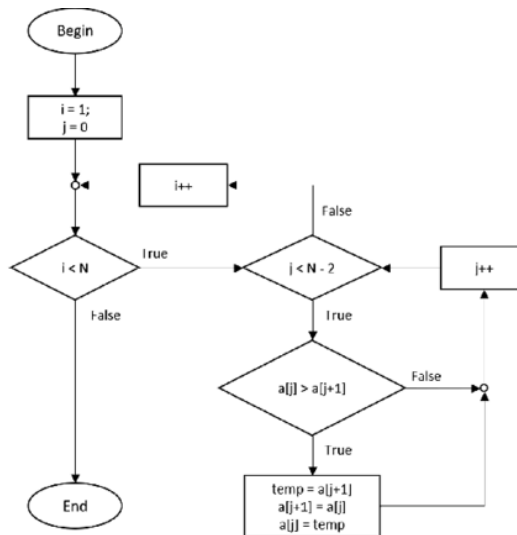 Begin
i = 1;
j = 0
i++
False
i < N
True
j < N - 2
j++
False
True
a[j] > a[j+1]
False
True
End
temp = a[j+1]
a[j+1] = a[j]
a[j] = temp